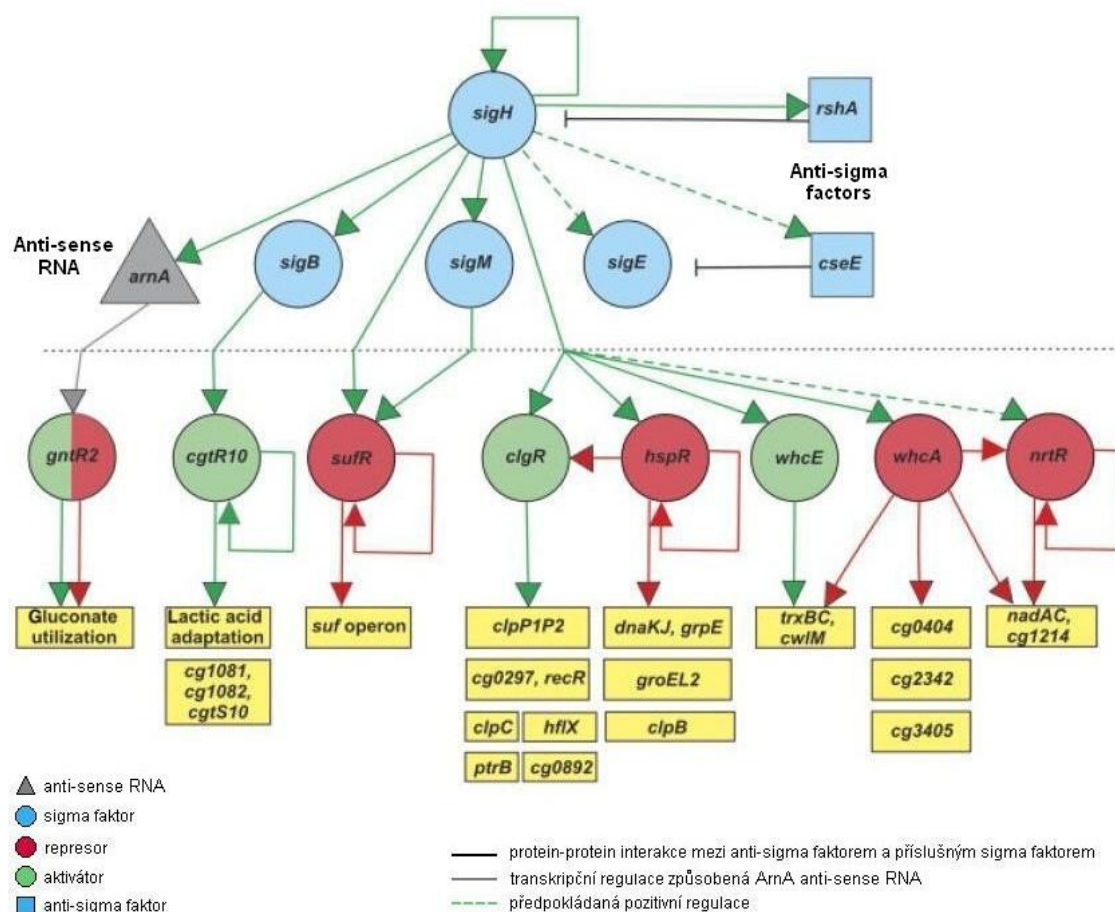 sigH
rshA
Anti-sigma
factors
Anti-sense
RNA
arnA
sigB
sigM
sigE
cseE
gntR2
cgtR10
sufR
clgR
hspR
whcE
whcA
nrtR
Gluconate
utilization
Lactic acid
adaptation
suf operon
clpP1P2
dnaKJ, grpE
trxBC,
cwlM
cg0404
nadAC,
cg1214
cg1081,
cg1082,
cgtS10
cg0297, recR
groEL2
cg2342
clpC
hflX
clpB
cg3405
ptrB
cg0892
anti-sense RNA
sigma faktor
represor
aktivátor
anti-sigma faktor
protein-protein interakce mezi anti-sigma faktorem a příslušným sigma faktorem
transkripční regulace způsobená ArnA anti-sense RNA
předpokládaná pozitivní regulace